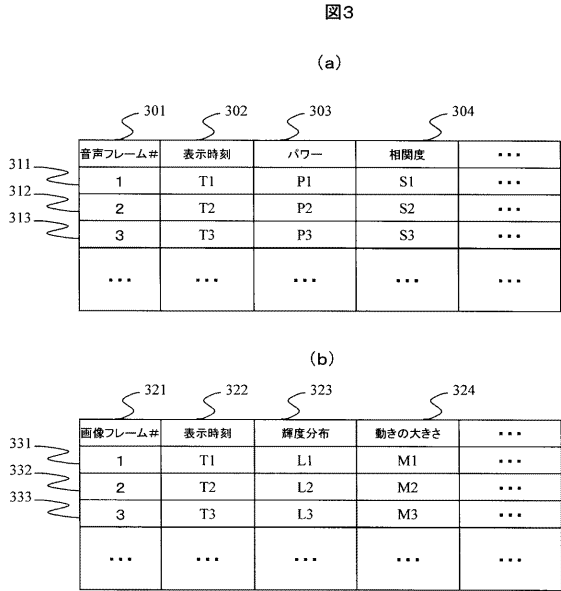 図3
(a)
301 302 303 304
音声フレーム# 表示時刻 パワー 相関度 ...
311 1 T1 P1 S1 ...
312 2 T2 P2 S2 ...
313 3 T3 P3 S3 ...
... ... ... ... ...
(b)
321 322 323 324
画像フレーム# 表示時刻 輝度分布 動きの大きさ ...
331 1 T1 L1 M1 ...
332 2 T2 L2 M2 ...
333 3 T3 L3 M3 ...
... ... ... ... ...